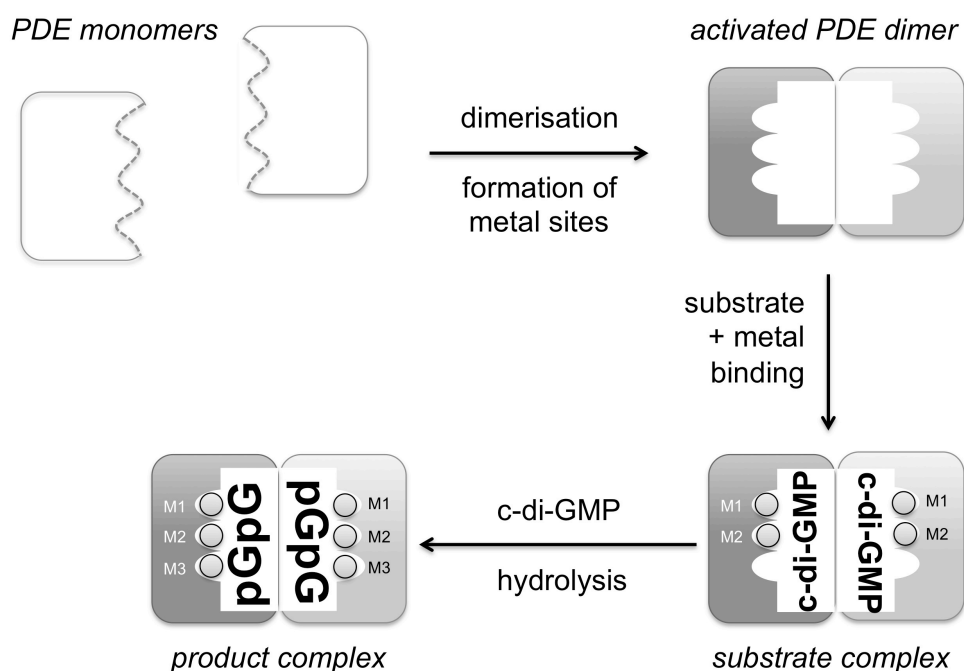 PDE monomers
activated PDE dimer
dimerisation
formation of
metal sites
substrate
+ metal
binding
M1
M2
M3
pGpG
pGpG
M1
M2
M3
product complex
c-di-GMP
hydrolysis
M1
M2
c-di-GMP
c-di-GMP
M1
M2
substrate complex